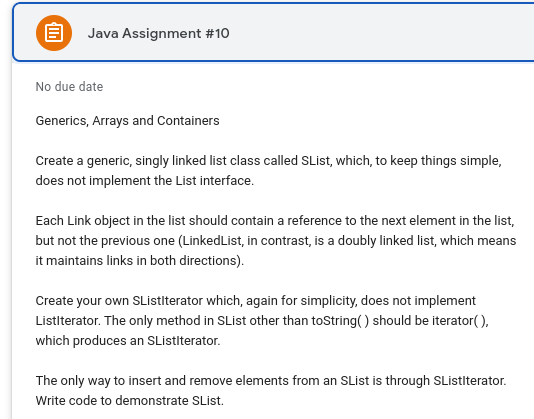 Java Assignment #10
No due date
Generics, Arrays and Containers
Create a generic, singly linked list class called SList, which, to keep things simple,
does not implement the List interface.
Each Link object in the list should contain a reference to the next element in the list,
but not the previous one (LinkedList, in contrast, is a doubly linked list, which means
it maintains links in both directions).
Create your own SListIterator which, again for simplicity, does not implement
ListIterator. The only method in SList other than toString( ) should be iterator( ),
which produces an SListIterator.
The only way to insert and remove elements from an SList is through SListIterator.
Write code to demonstrate SList.